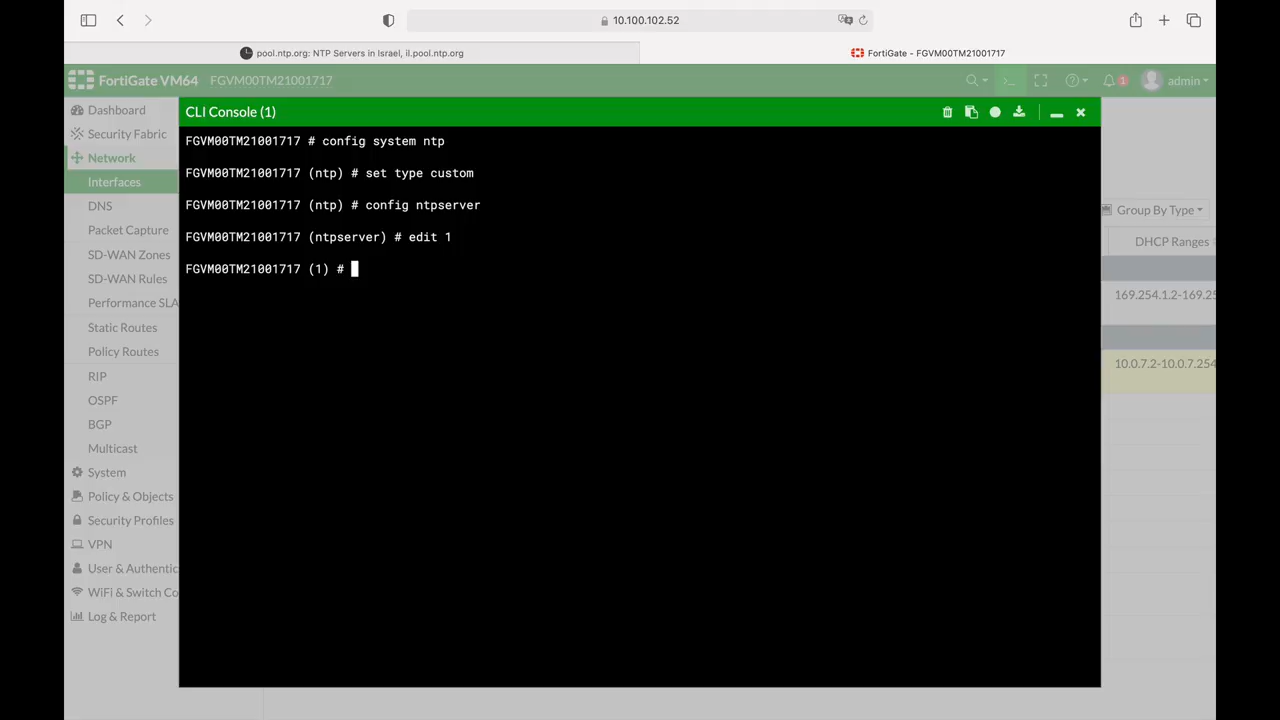 10.100.102.52
pool.ntp.org: NTP Servers in Israel, il.pool.ntp.org
FortiGate - FGVM00TM21001717
FortiGate VM64 FGVM00TM21001717
>_
?
1
admin
CLI Console (1)
Dashboard
Security Fabric
Network
Interfaces
DNS
Packet Capture
SD-WAN Zones
SD-WAN Rules
Performance SLA
Static Routes
Policy Routes
RIP
OSPF
BGP
Multicast
System
Policy & Objects
Security Profiles
VPN
User & Authentic
WiFi & Switch Co
Log & Report
FGVM00TM21001717 # config system ntp
FGVM00TM21001717 (ntp) # set type custom
FGVM00TM21001717 (ntp) # config ntpserver
FGVM00TM21001717 (ntpserver) # edit 1
FGVM00TM21001717 (1) #
Group By Type
DHCP Ranges
169.254.1.2-169.25
10.0.7.2-10.0.7.254